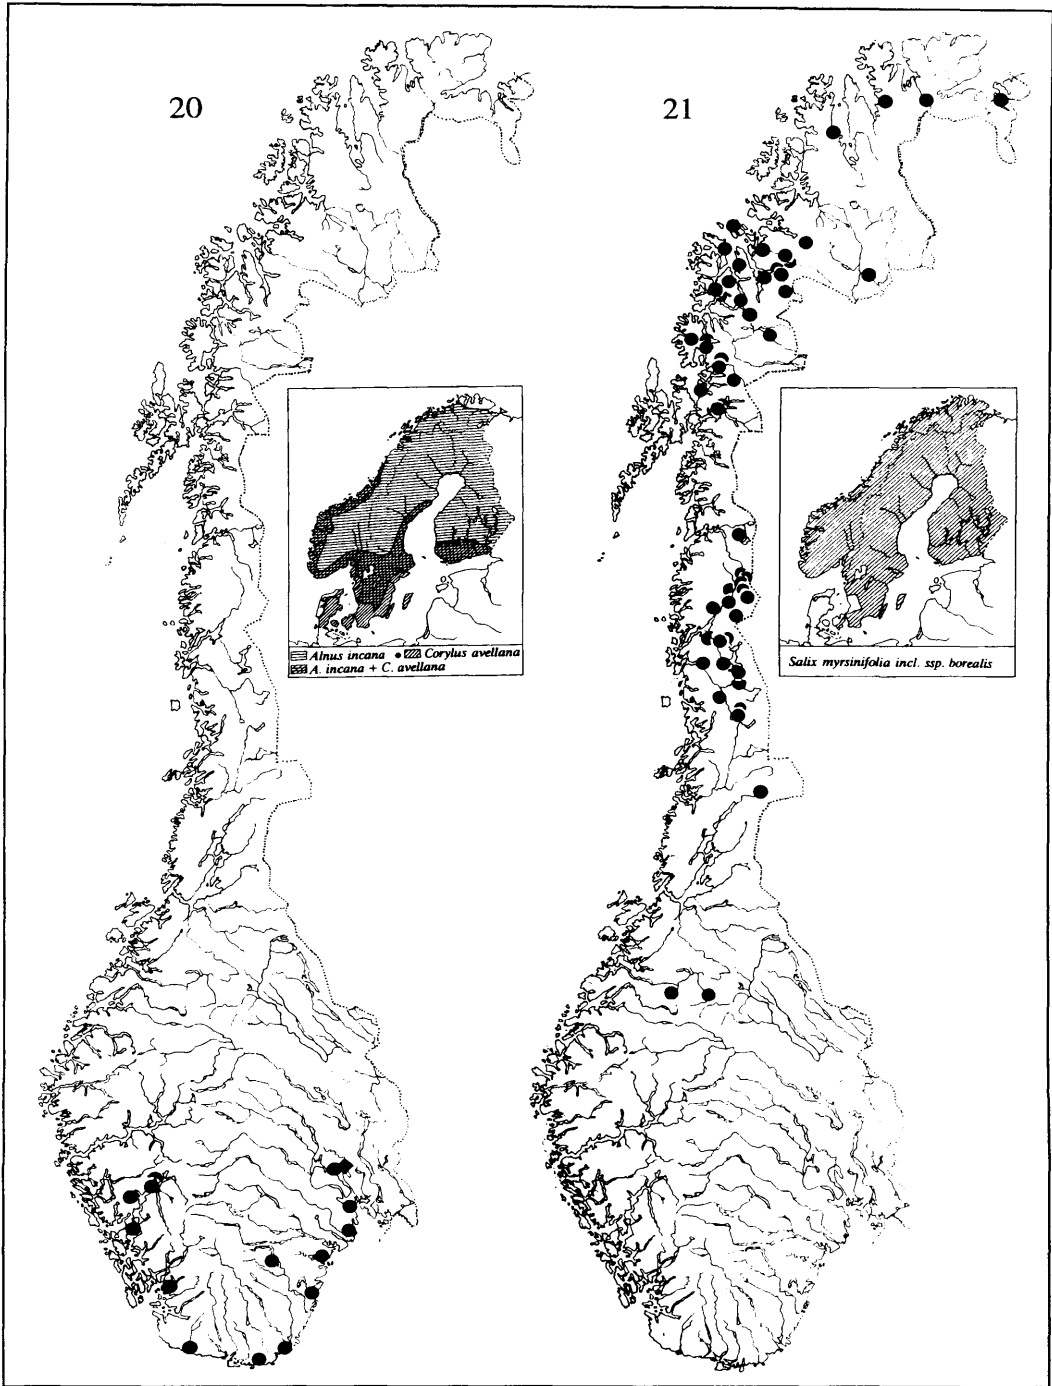 20
21
Alnus incana • Corylus avellana
A. incana + C. avellana
Salix myrsinifolia incl. ssp. borealis